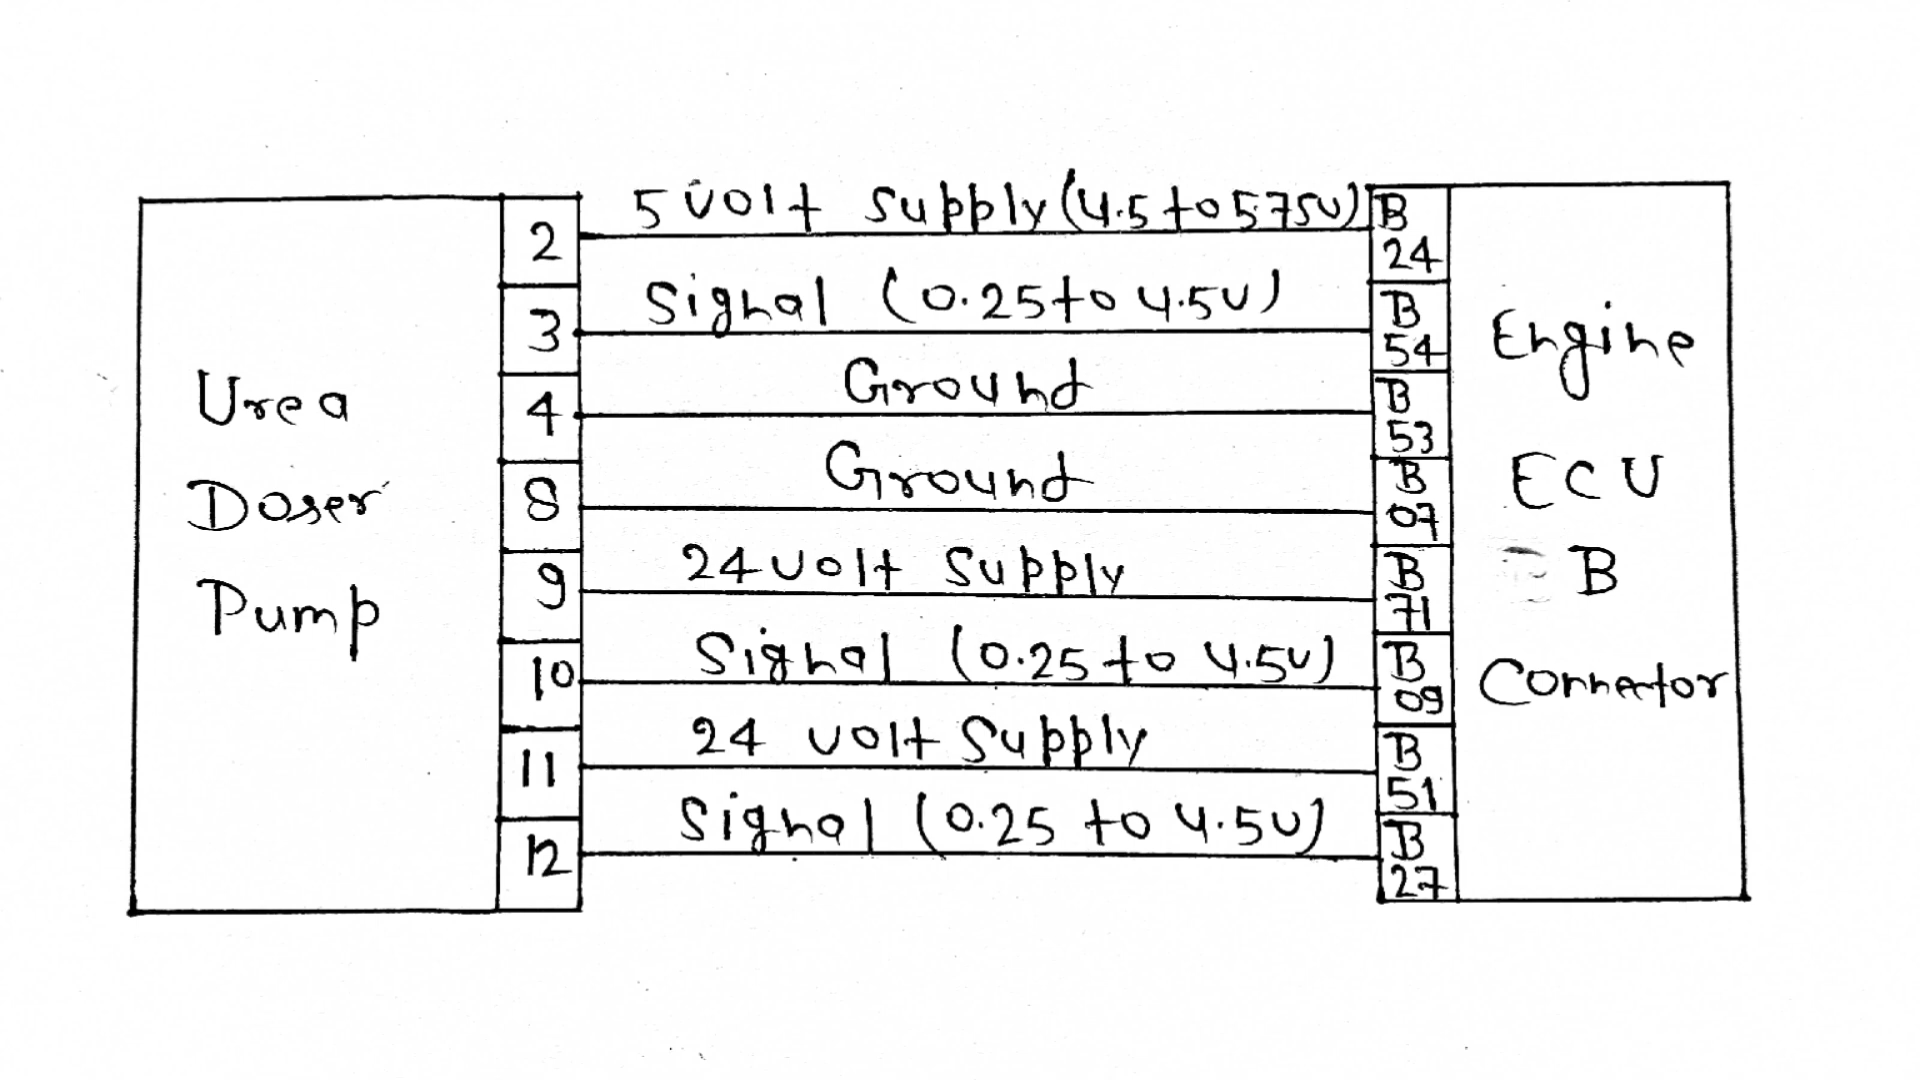 5 volt supply (4.5 to 5.75v)
2
B
24
Signal (0.25 to 4.5v)
3
B
54
Ground
4
B
53
Ground
8
B
07
24 volt supply
9
B
71
Signal (0.25 to 4.5v)
10
B
09
24 volt supply
11
B
51
Signal (0.25 to 4.5v)
12
B
27
Urea
Doser
Pump
Engine
ECU
B
Connector